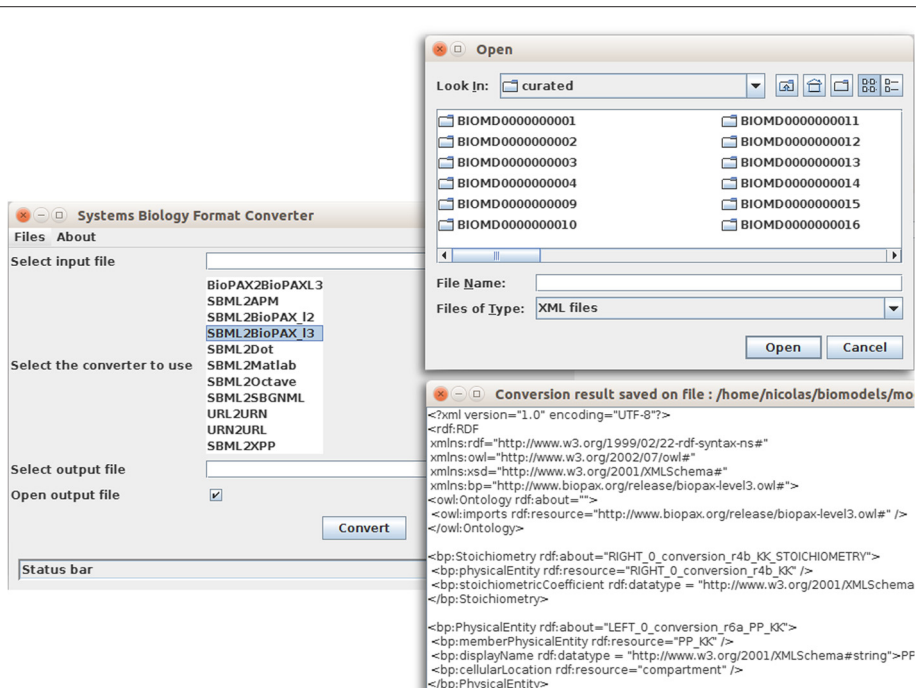 Open
Look In: curated
BIOMD0000000001 BIOMD0000000011
BIOMD0000000002 BIOMD0000000012
BIOMD0000000003 BIOMD0000000013
BIOMD0000000004 BIOMD0000000014
BIOMD0000000009 BIOMD0000000015
BIOMD0000000010 BIOMD0000000016
File Name:
Files of Type: XML files
Open Cancel
Systems Biology Format Converter
Files About
Select input file
BioPAX2BioPAXL3
SBML2APM
SBML2BioPAX_l2
SBML2BioPAX_l3
SBML2Dot
Select the converter to use SBML2Matlab
SBML2Octave
SBML2SBGNML
URL2URN
URN2URL
SBML2XPP
Select output file
Open output file
Convert
Status bar
Conversion result saved on file : /home/nicolas/biomodels/mo
<?xml version="1.0" encoding="UTF-8"?>
<rdf:RDF
xmlns:rdf="http://www.w3.org/1999/02/22-rdf-syntax-ns#"
xmlns:owl="http://www.w3.org/2002/07/owl#"
xmlns:xsd="http://www.w3.org/2001/XMLSchema#"
xmlns:bp="http://www.biopax.org/release/biopax-level3.owl#">
<owl:Ontology rdf:about="">
<owl:imports rdf:resource="http://www.biopax.org/release/biopax-level3.owl#" />
</owl:Ontology>
<bp:Stoichiometry rdf:about="RIGHT_0_conversion_r4b_KK_STOICHIOMETRY">
<bp:physicalEntity rdf:resource="RIGHT_0_conversion_r4b_KK" />
<bp:stoichiometricCoefficient rdf:datatype = "http://www.w3.org/2001/XMLSchema
</bp:Stoichiometry>
<bp:PhysicalEntity rdf:about="LEFT_0_conversion_r6a_PP_KK">
<bp:memberPhysicalEntity rdf:resource="PP_KK" />
<bp:displayName rdf:datatype = "http://www.w3.org/2001/XMLSchema#string">PP
<bp:cellularLocation rdf:resource="compartment" />
</bp:PhysicalEntity>